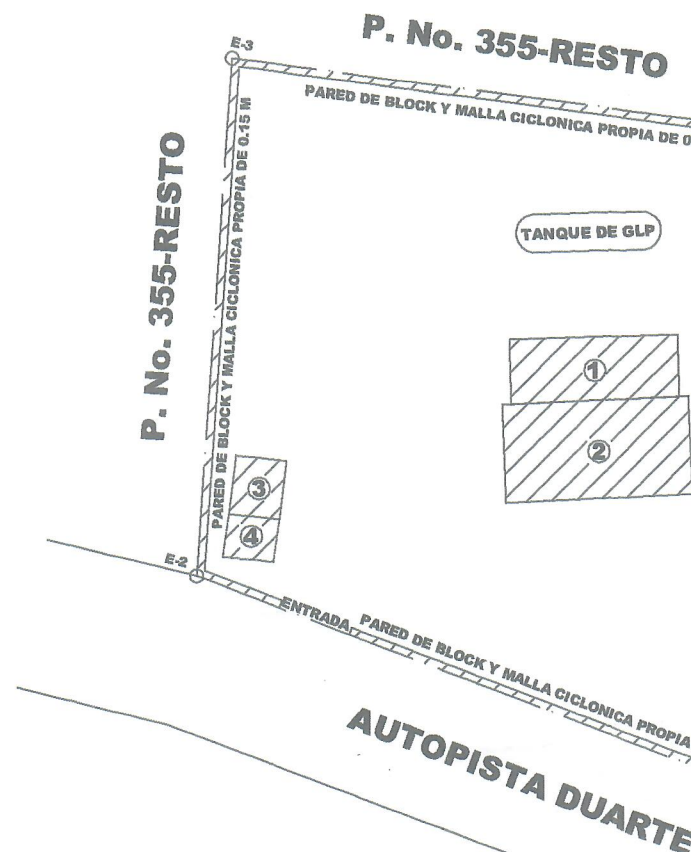 P. No. 355-RESTO
E-3
PARED DE BLOCK Y MALLA CICLONICA PROPIA DE 0
P. No. 355-RESTO
PARED DE BLOCK Y MALLA CICLONICA PROPIA DE 0.15 M
TANQUE DE GLP
1
2
3
4
E-2
ENTRADA
PARED DE BLOCK Y MALLA CICLONICA PROPIA
AUTOPISTA DUARTE